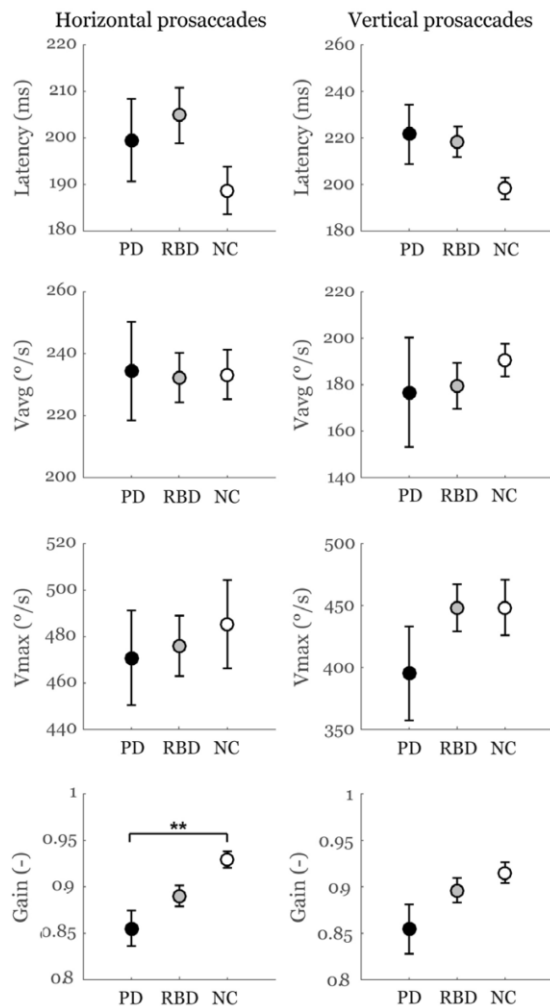 Horizontal prosaccades
Vertical prosaccades
Latency (ms)
220
210
200
190
180
PD RBD NC
Latency (ms)
260
240
220
200
180
PD RBD NC
Vavg (°/s)
260
240
220
200
PD RBD NC
Vavg (°/s)
220
200
180
160
140
PD RBD NC
Vmax (°/s)
520
500
480
460
440
PD RBD NC
Vmax (°/s)
500
450
400
350
PD RBD NC
Gain (-)
1
0.95
0.9
0.85
0.8
**
PD RBD NC
Gain (-)
1
0.95
0.9
0.85
0.8
PD RBD NC